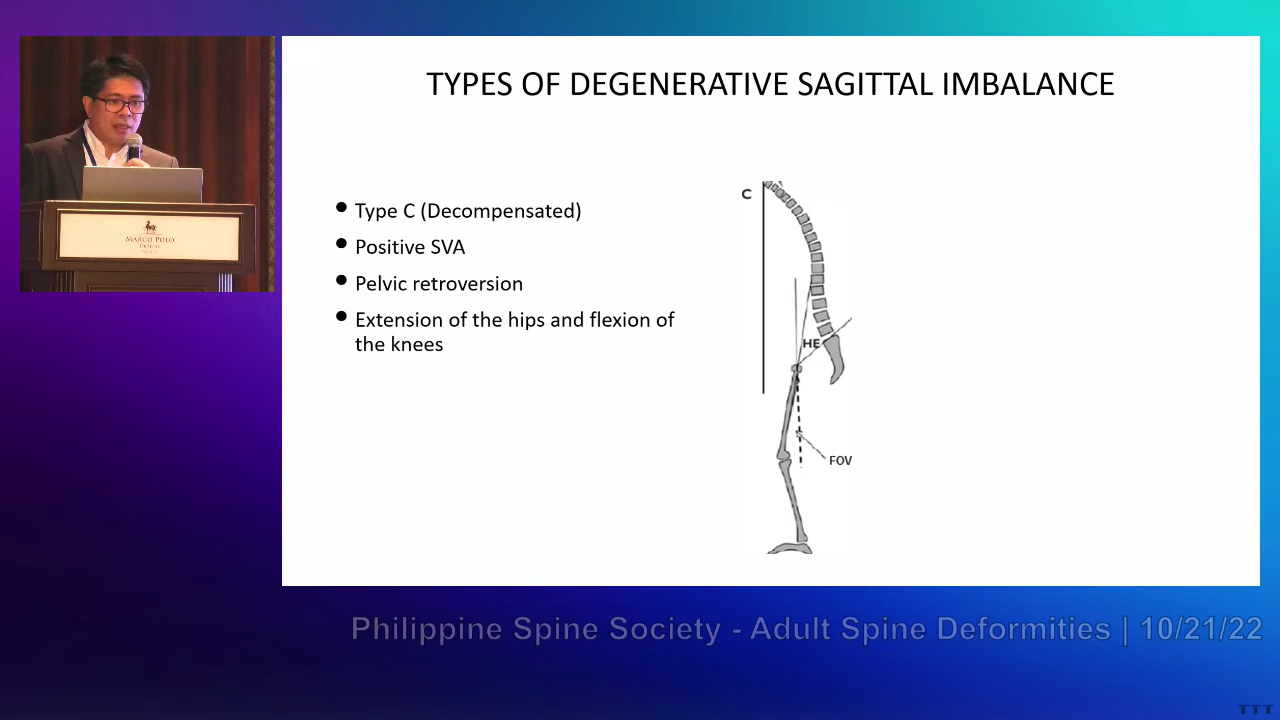 TYPES OF DEGENERATIVE SAGITTAL IMBALANCE
MARCO POLO
C
• Type C (Decompensated)
• Positive SVA
• Pelvic retroversion
• Extension of the hips and flexion of
the knees
HE
FOV
Philippine Spine Society - Adult Spine Deformities | 10/21/22
TTT